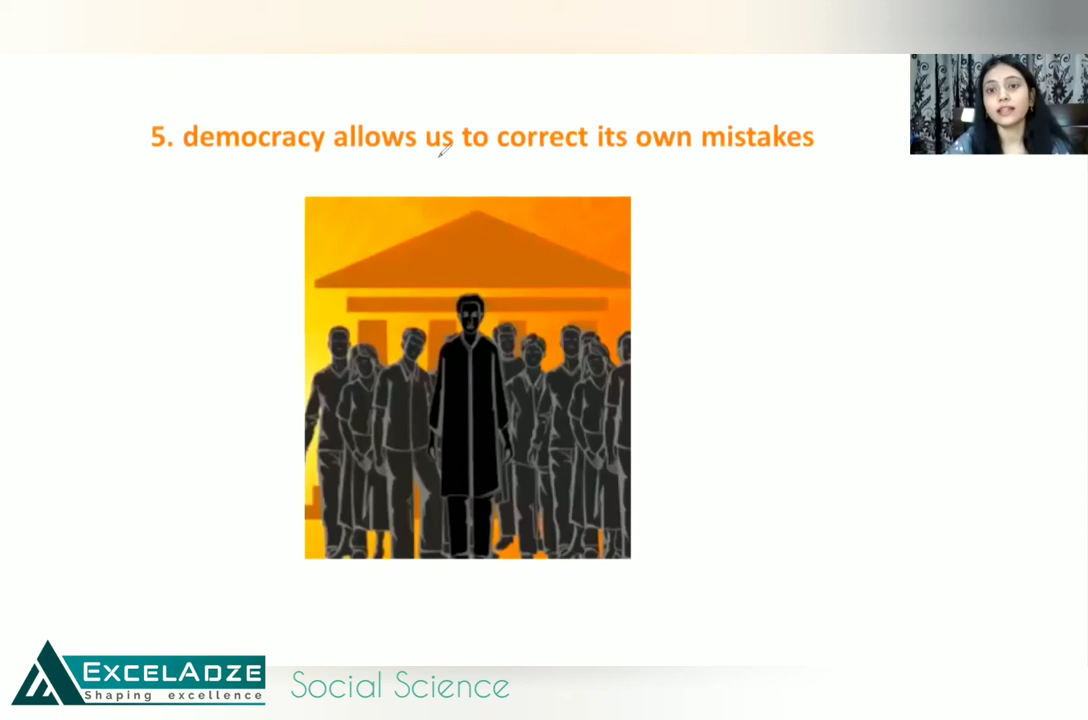 5. democracy allows us to correct its own mistakes
EXCELADZE
Shaping excellence
Social Science